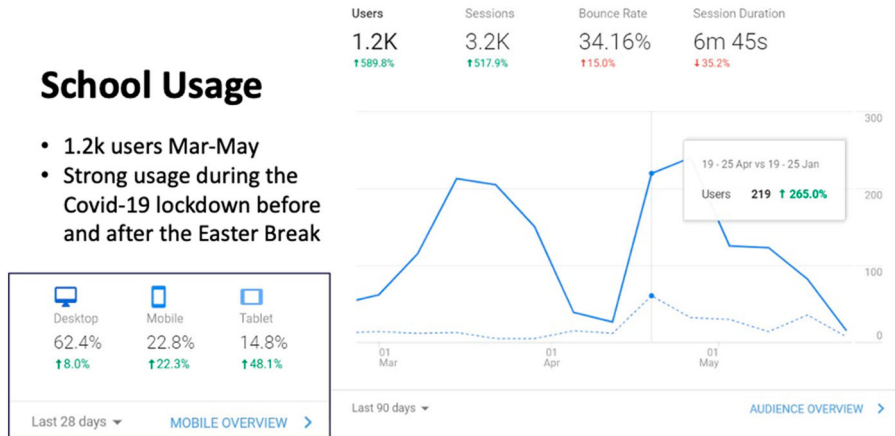 School Usage
• 1.2k users Mar-May
• Strong usage during the
Covid-19 lockdown before
and after the Easter Break
Desktop Mobile Tablet
62.4% 22.8% 14.8%
↑8.0% ↑22.3% ↑48.1%
Last 28 days MOBILE OVERVIEW
Users Sessions Bounce Rate Session Duration
1.2K 3.2K 34.16% 6m 45s
↑589.8% ↑517.9% ↑15.0% ↓35.2%
300
19 - 25 Apr vs 19 - 25 Jan
Users 219 ↑ 265.0%
200
100
0
01 01 01
Mar Apr May
Last 90 days AUDIENCE OVERVIEW